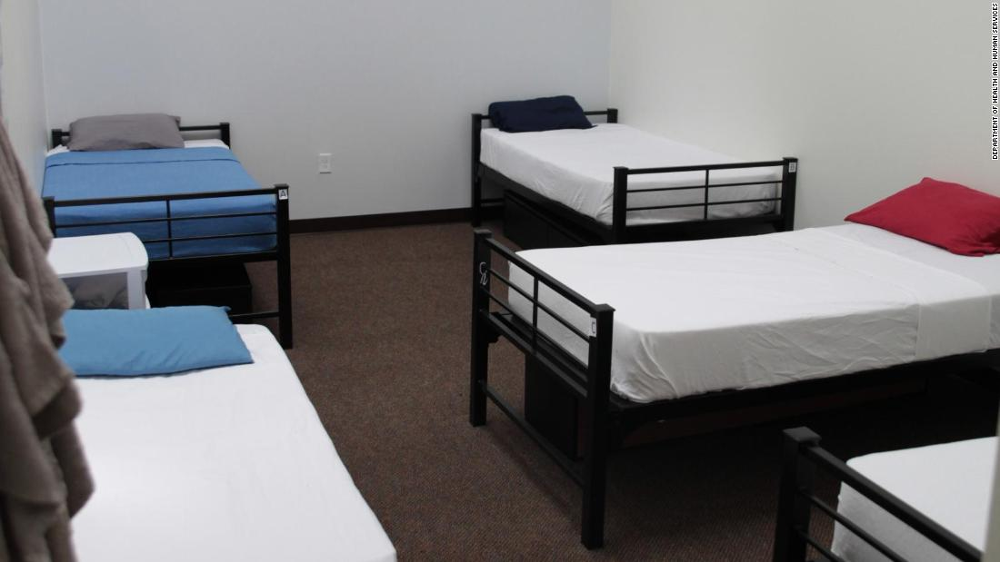 DEPARTMENT OF HEALTH AND HUMAN SERVICES
A
B
C